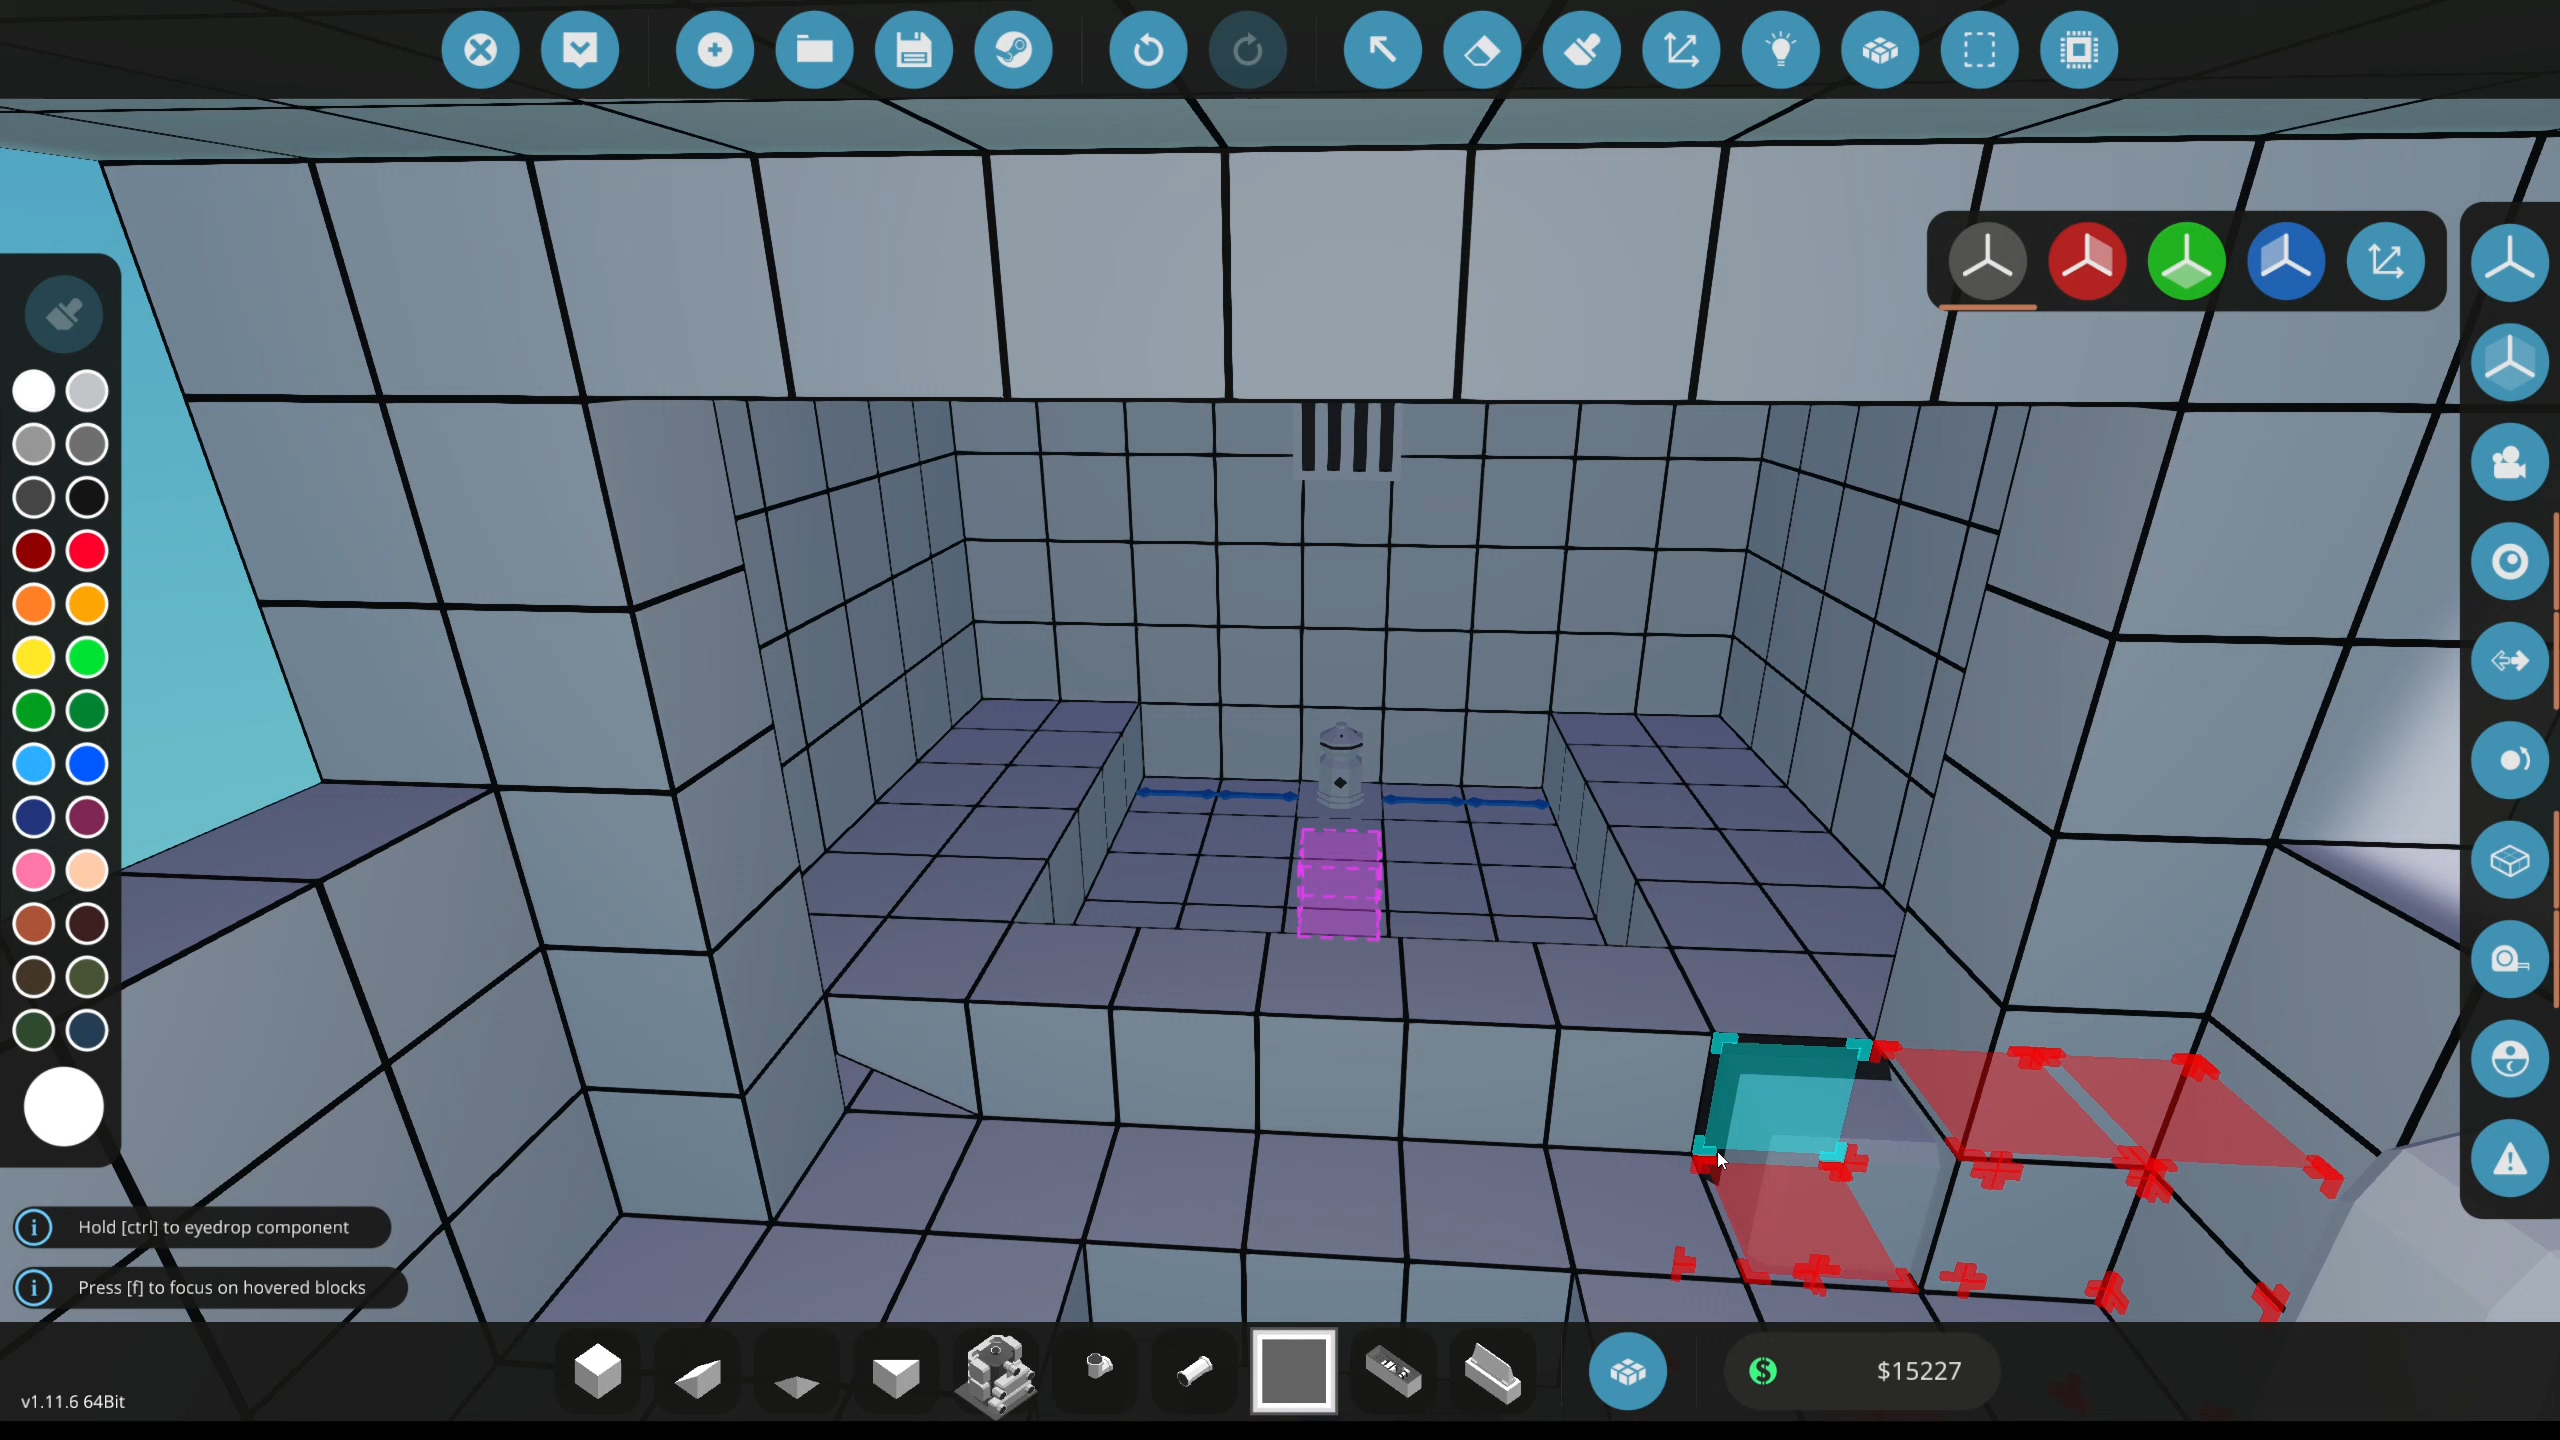 Hold [ctrl] to eyedrop component
Press [f] to focus on hovered blocks
$15227
v1.11.6 64Bit